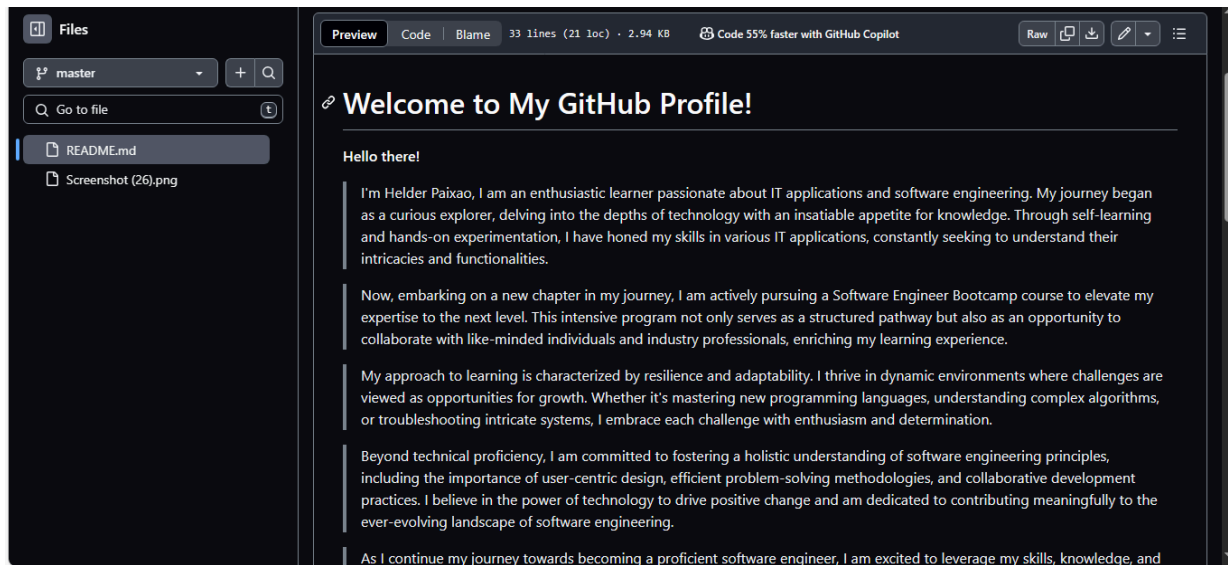 Files
master
Go to file
t
README.md
Screenshot (26).png
Preview
Code
Blame
33 lines (21 loc) · 2.94 KB
Code 55% faster with GitHub Copilot
Raw
Welcome to My GitHub Profile!
Hello there!
I'm Helder Paixao, I am an enthusiastic learner passionate about IT applications and software engineering. My journey began
as a curious explorer, delving into the depths of technology with an insatiable appetite for knowledge. Through self-learning
and hands-on experimentation, I have honed my skills in various IT applications, constantly seeking to understand their
intricacies and functionalities.
Now, embarking on a new chapter in my journey, I am actively pursuing a Software Engineer Bootcamp course to elevate my
expertise to the next level. This intensive program not only serves as a structured pathway but also as an opportunity to
collaborate with like-minded individuals and industry professionals, enriching my learning experience.
My approach to learning is characterized by resilience and adaptability. I thrive in dynamic environments where challenges are
viewed as opportunities for growth. Whether it's mastering new programming languages, understanding complex algorithms,
or troubleshooting intricate systems, I embrace each challenge with enthusiasm and determination.
Beyond technical proficiency, I am committed to fostering a holistic understanding of software engineering principles,
including the importance of user-centric design, efficient problem-solving methodologies, and collaborative development
practices. I believe in the power of technology to drive positive change and am dedicated to contributing meaningfully to the
ever-evolving landscape of software engineering.
As I continue my journey towards becoming a proficient software engineer, I am excited to leverage my skills, knowledge, and